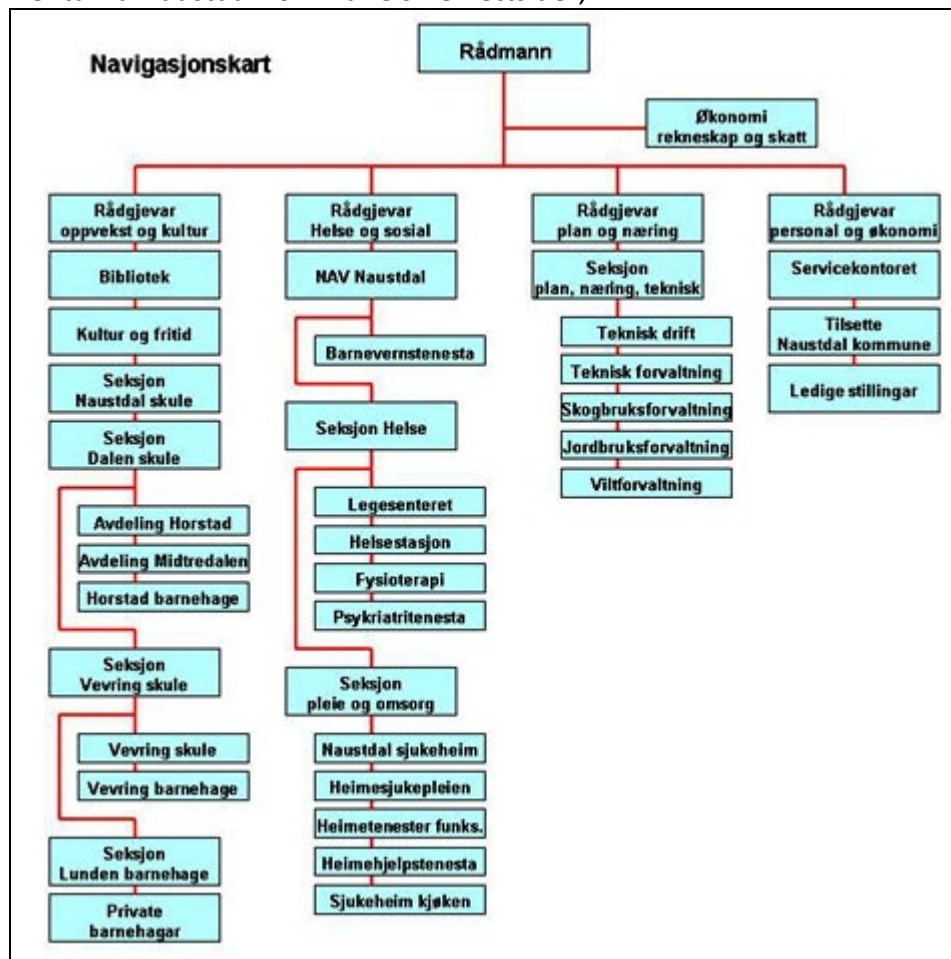 Navigasjonskart
Rådmann
Økonomi
rekneskap og skatt
Rådgjevar
oppvekst og kultur
Bibliotek
Kultur og fritid
Seksjon
Naustdal skule
Seksjon
Dalen skule
Avdeling Horstad
Avdeling Midtredalen
Horstad barnehage
Seksjon
Vevring skule
Vevring skule
Vevring barnehage
Seksjon
Lunden barnehage
Private
barnehagar
Rådgjevar
Helse og sosial
NAV Naustdal
Barnevernstenesta
Seksjon Helse
Legesenteret
Helsestasjon
Fysioterapi
Psykriatritenesta
Seksjon
pleie og omsorg
Naustdal sjukeheim
Heimesjukepleien
Heimetenester funks.
Heimehjelpstenesta
Sjukeheim kjøken
Rådgjevar
plan og næring
Seksjon
plan, næring, teknisk
Teknisk drift
Teknisk forvaltning
Skogbruksforvaltning
Jordbruksforvaltning
Viltforvaltning
Rådgjevar
personal og økonomi
Servicekontoret
Tilsette
Naustdal kommune
Ledige stillingar